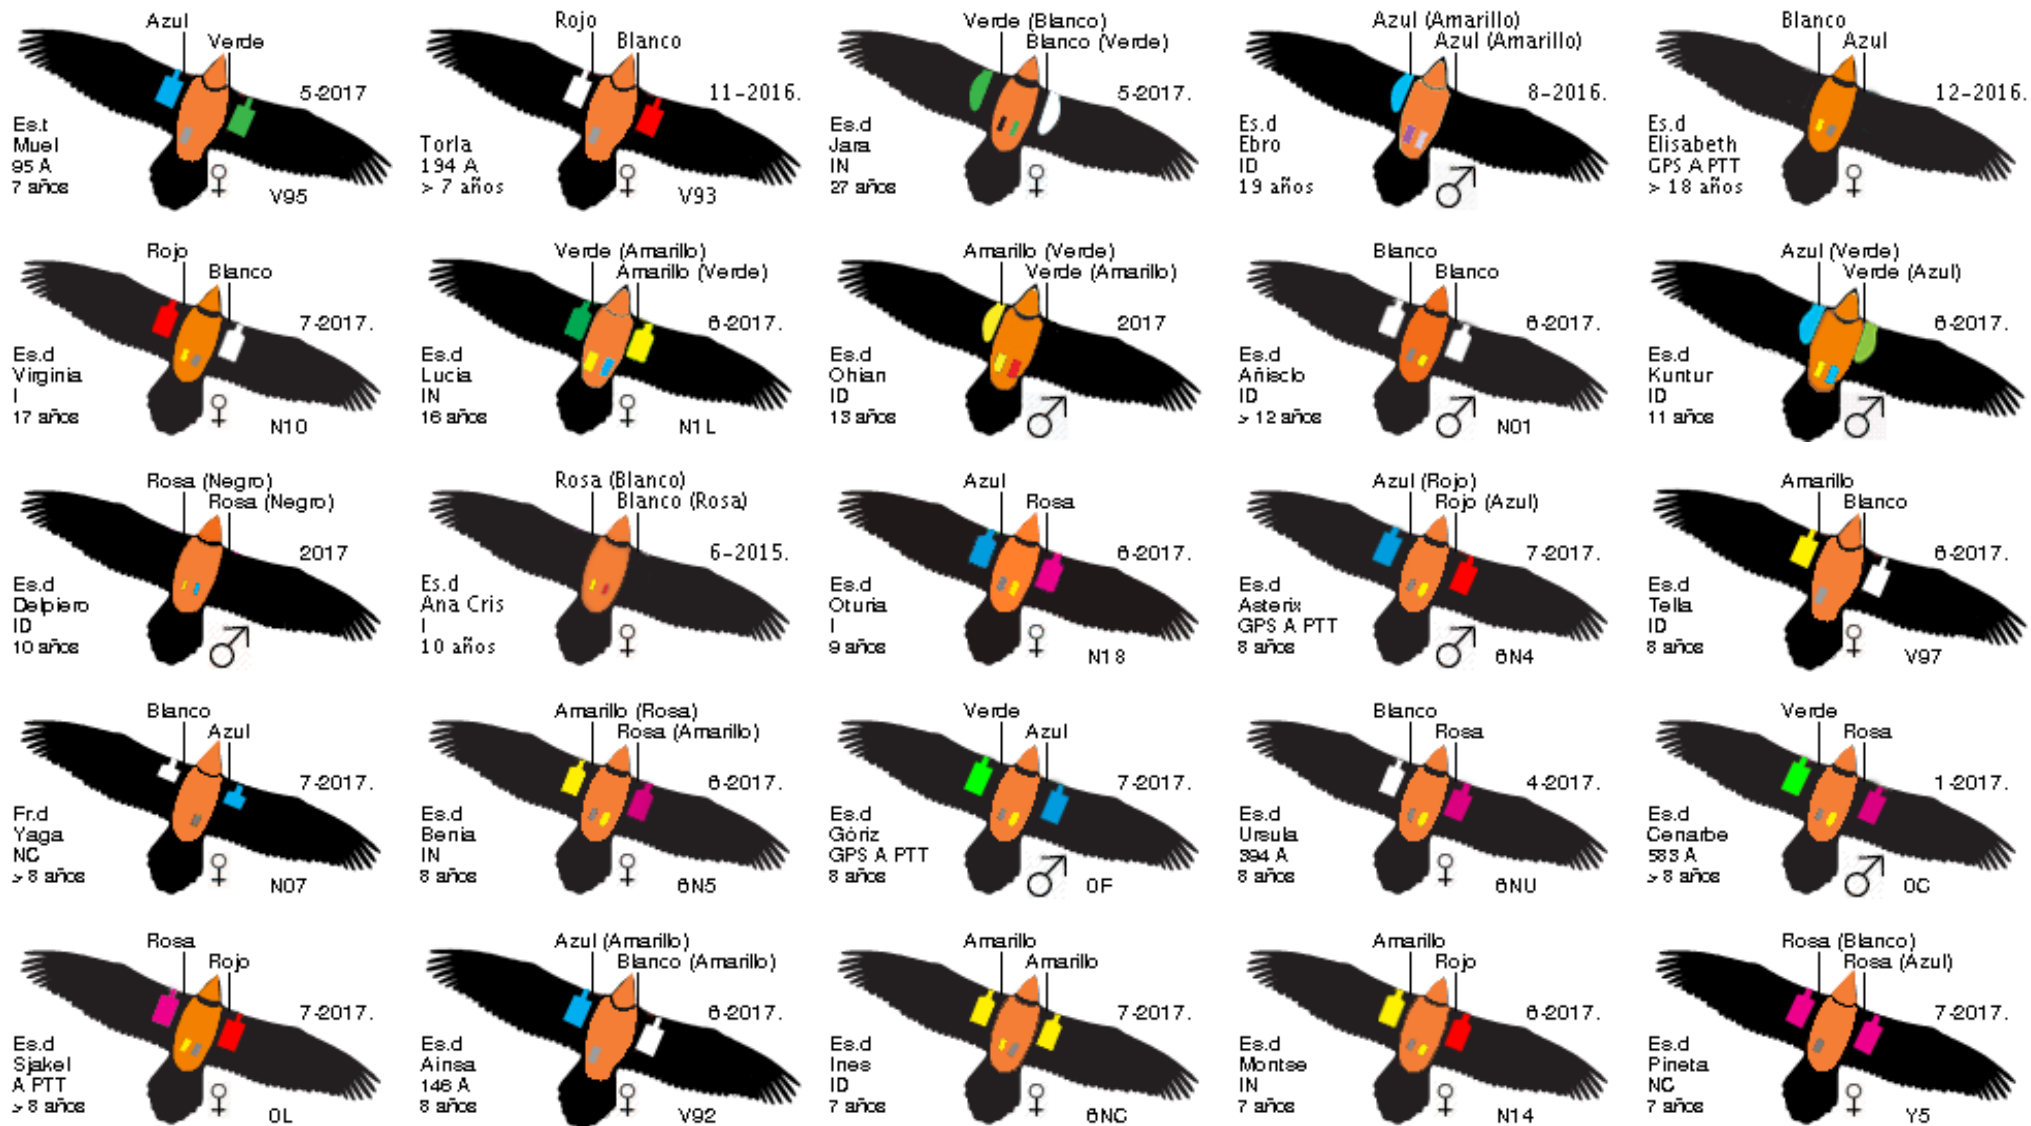 Azul
Verde
5-2017
Es.t
Muel
95 A
7 años
V95
Rojo
Blanco
11-2016.
Torla
194 A
> 7 años
V93
Verde (Blanco)
Blanco (Verde)
5-2017.
Es.d
Jara
IN
27 años
Azul (Amarillo)
Azul (Amarillo)
8-2016.
Es.d
Ebro
ID
19 años
Blanco
Azul
12-2016.
Es.d
Elisabeth
GPS A PTT
> 18 años
Rojo
Blanco
7-2017.
Es.d
Virginia
I
17 años
N10
Verde (Amarillo)
Amarillo (Verde)
6-2017.
Es.d
Lucia
IN
16 años
N1L
Amarillo (Verde)
Verde (Amarillo)
2017
Es.d
Ohian
ID
13 años
Blanco
Blanco
6-2017.
Es.d
Añisclo
ID
> 12 años
N01
Azul (Verde)
Verde (Azul)
6-2017.
Es.d
Kuntur
ID
11 años
Rosa (Negro)
Rosa (Negro)
2017
Es.d
Delpiero
ID
10 años
Rosa (Blanco)
Blanco (Rosa)
6-2015.
Es.d
Ana Cris
I
10 años
Azul
Rosa
6-2017.
Es.d
Oturia
I
9 años
N18
Azul (Rojo)
Rojo (Azul)
7-2017.
Es.d
Asterix
GPS A PTT
8 años
6N4
Amarillo
Blanco
6-2017.
Es.d
Tella
ID
8 años
V97
Blanco
Azul
7-2017.
Fr.d
Yaga
NC
> 8 años
N07
Amarillo (Rosa)
Rosa (Amarillo)
6-2017.
Es.d
Benia
IN
8 años
6N5
Verde
Azul
7-2017.
Es.d
Góriz
GPS A PTT
8 años
0F
Blanco
Rosa
4-2017.
Es.d
Ursula
394 A
8 años
6NU
Verde
Rosa
1-2017.
Es.d
Cenarbe
583 A
> 8 años
0C
Rosa
Rojo
7-2017.
Es.d
Sjakel
A PTT
> 8 años
0L
Azul (Amarillo)
Blanco (Amarillo)
6-2017.
Es.d
Ainsa
146 A
8 años
V92
Amarillo
Amarillo
6-2017.
Es.d
Ines
ID
7 años
6NC
Amarillo
Rojo
6-2017.
Es.d
Montse
IN
7 años
N14
Rosa (Blanco)
Rosa (Azul)
7-2017.
Es.d
Pineta
NC
7 años
Y5